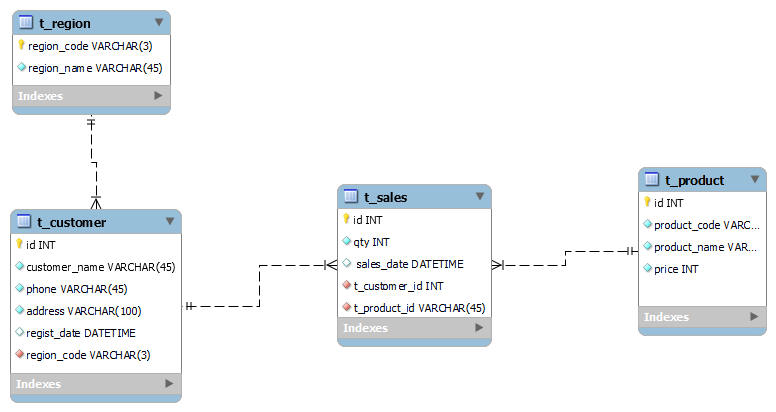 t_region
region_code VARCHAR(3)
region_name VARCHAR(45)
Indexes
t_customer
id INT
customer_name VARCHAR(45)
phone VARCHAR(45)
address VARCHAR(100)
regist_date DATETIME
region_code VARCHAR(3)
Indexes
t_sales
id INT
qty INT
sales_date DATETIME
t_customer_id INT
t_product_id VARCHAR(45)
Indexes
t_product
id INT
product_code VARC...
product_name VAR...
price INT
Indexes